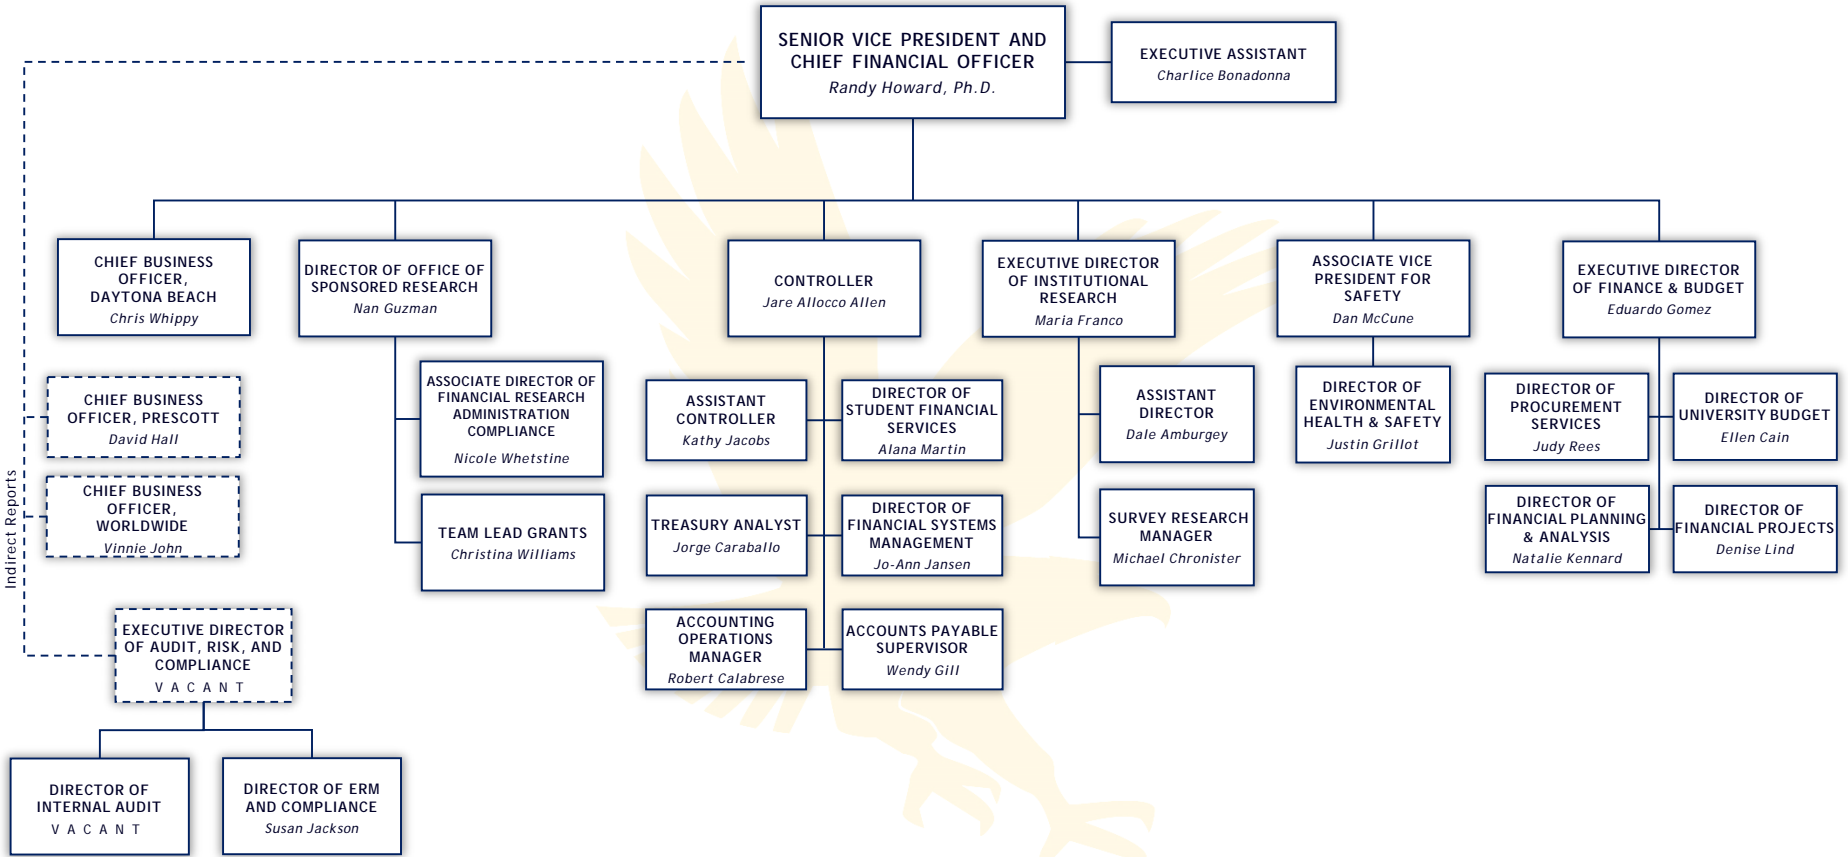 SENIOR VICE PRESIDENT AND
CHIEF FINANCIAL OFFICER
Randy Howard, Ph.D.
EXECUTIVE ASSISTANT
Charlice Bonadonna
CHIEF BUSINESS
OFFICER,
DAYTONA BEACH
Chris Whippy
DIRECTOR OF OFFICE OF
SPONSORED RESEARCH
Nan Guzman
CONTROLLER
Jare Allocco Allen
EXECUTIVE DIRECTOR
OF INSTITUTIONAL
RESEARCH
Maria Franco
ASSOCIATE VICE
PRESIDENT FOR
SAFETY
Dan McCune
EXECUTIVE DIRECTOR
OF FINANCE & BUDGET
Eduardo Gomez
Indirect Reports
CHIEF BUSINESS
OFFICER, PRESCOTT
David Hall
CHIEF BUSINESS
OFFICER,
WORLDWIDE
Vinnie John
EXECUTIVE DIRECTOR
OF AUDIT, RISK, AND
COMPLIANCE
VACANT
DIRECTOR OF
INTERNAL AUDIT
VACANT
DIRECTOR OF ERM
AND COMPLIANCE
Susan Jackson
ASSOCIATE DIRECTOR OF
FINANCIAL RESEARCH
ADMINISTRATION
COMPLIANCE
Nicole Whetstine
TEAM LEAD GRANTS
Christina Williams
ASSISTANT
CONTROLLER
Kathy Jacobs
DIRECTOR OF
STUDENT FINANCIAL
SERVICES
Alana Martin
TREASURY ANALYST
Jorge Caraballo
DIRECTOR OF
FINANCIAL SYSTEMS
MANAGEMENT
Jo-Ann Jansen
ACCOUNTING
OPERATIONS
MANAGER
Robert Calabrese
ACCOUNTS PAYABLE
SUPERVISOR
Wendy Gill
ASSISTANT
DIRECTOR
Dale Amburgey
SURVEY RESEARCH
MANAGER
Michael Chronister
DIRECTOR OF
ENVIRONMENTAL
HEALTH & SAFETY
Justin Grillot
DIRECTOR OF
PROCUREMENT
SERVICES
Judy Rees
DIRECTOR OF
UNIVERSITY BUDGET
Ellen Cain
DIRECTOR OF
FINANCIAL PLANNING
& ANALYSIS
Natalie Kennard
DIRECTOR OF
FINANCIAL PROJECTS
Denise Lind